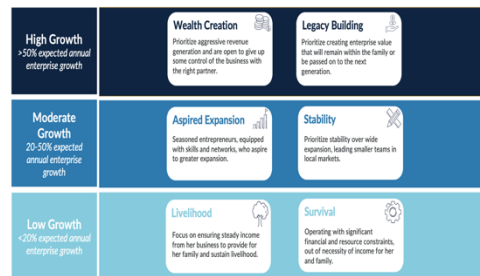 High Growth
>50% expected annual
enterprise growth
Wealth Creation
Prioritize aggressive revenue
generation and are open to give up
some control of the business with
the right partner.
Legacy Building
Prioritize creating enterprise value
that will remain within the family or
be passed on to the next
generation.
Moderate
Growth
20-50% expected
annual enterprise
growth
Aspired Expansion
Seasoned entrepreneurs, equipped
with skills and networks, who aspire
to greater expansion.
Stability
Prioritize stability over wide
expansion, leading smaller teams in
local markets.
Low Growth
<20% expected annual
enterprise growth
Livelihood
Focus on ensuring steady income
from her business to provide for
her family and sustain livelihood.
Survival
Operating with significant
financial and resource constraints,
out of necessity of income for her
and family.